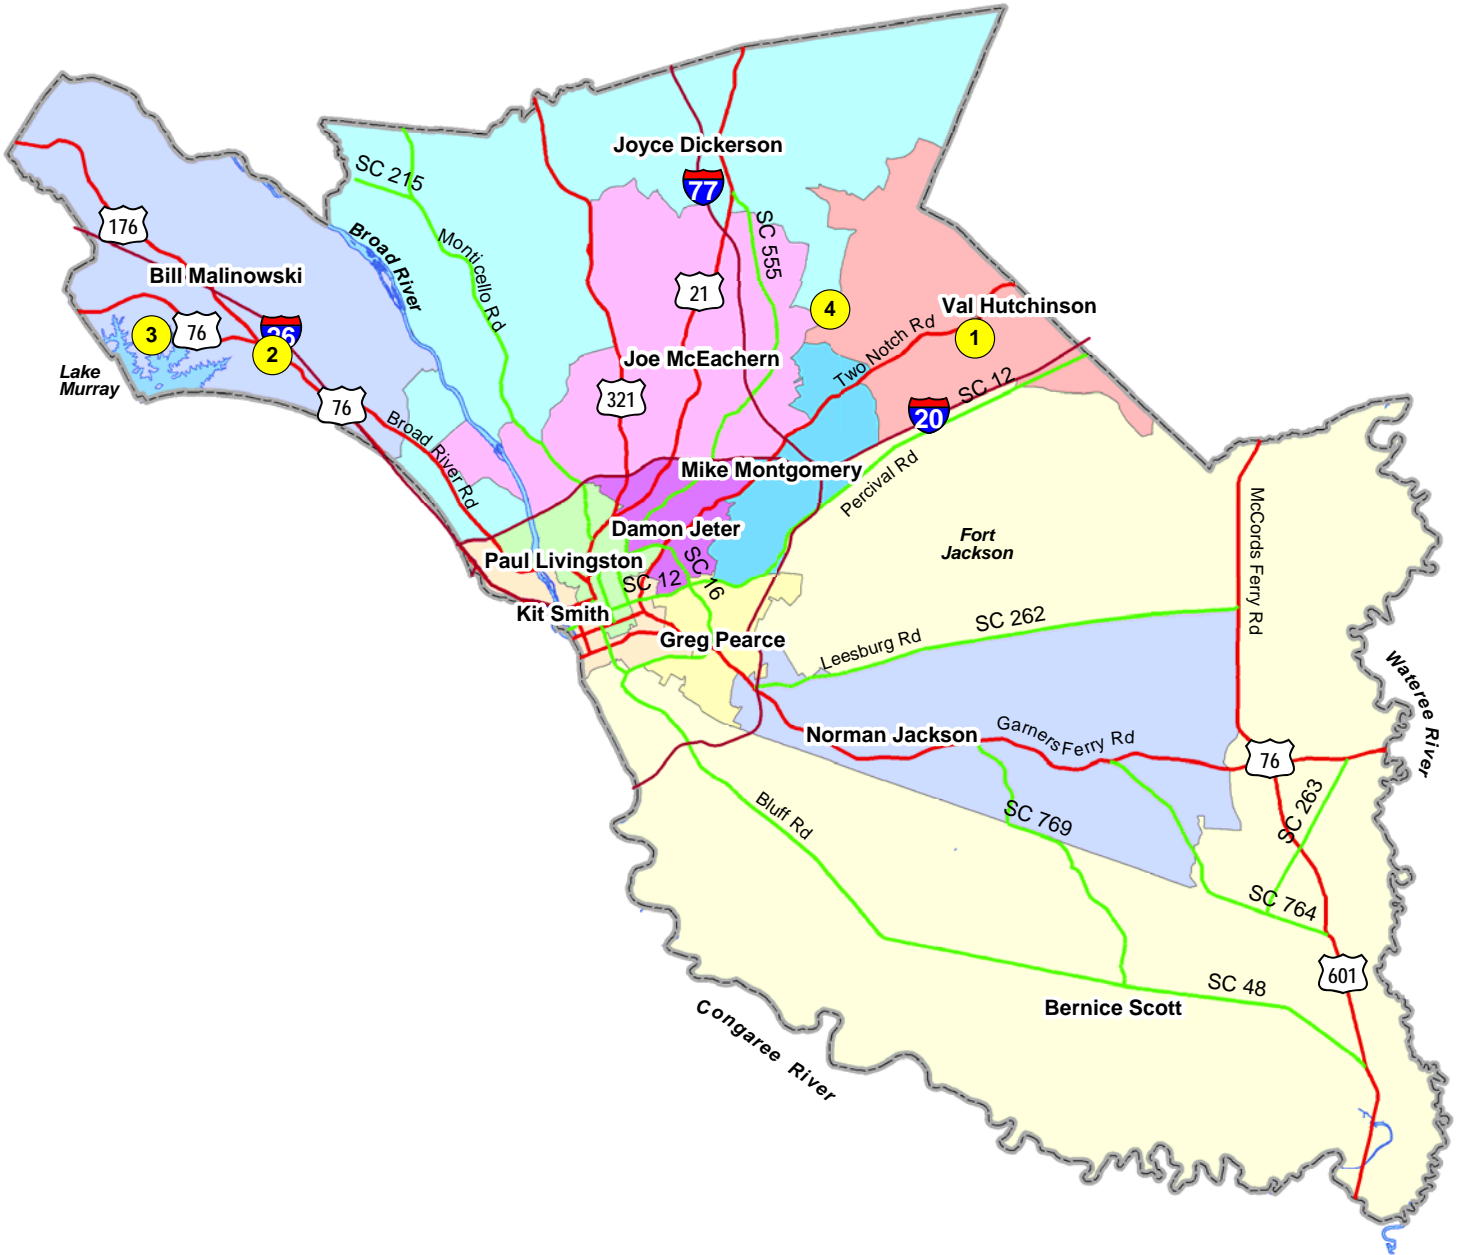 Joyce Dickerson
SC 215
77
176
Broad River
Monticello Rd
SC 555
Bill Malinowski
21
4
Val Hutchinson
3
76
26
2
Two Notch Rd
1
Joe McEachern
Lake
Murray
321
76
SC 12
20
Broad River Rd
Mike Montgomery
Percival Rd
McCords Ferry Rd
Damon Jeter
Fort
Jackson
Paul Livingston
SC 12
SC 16
Kit Smith
SC 262
Greg Pearce
Leesburg Rd
Wateree River
Norman Jackson
GarnersFerry Rd
76
SC 263
Bluff Rd
SC 769
SC 764
601
SC 48
Bernice Scott
Congaree River